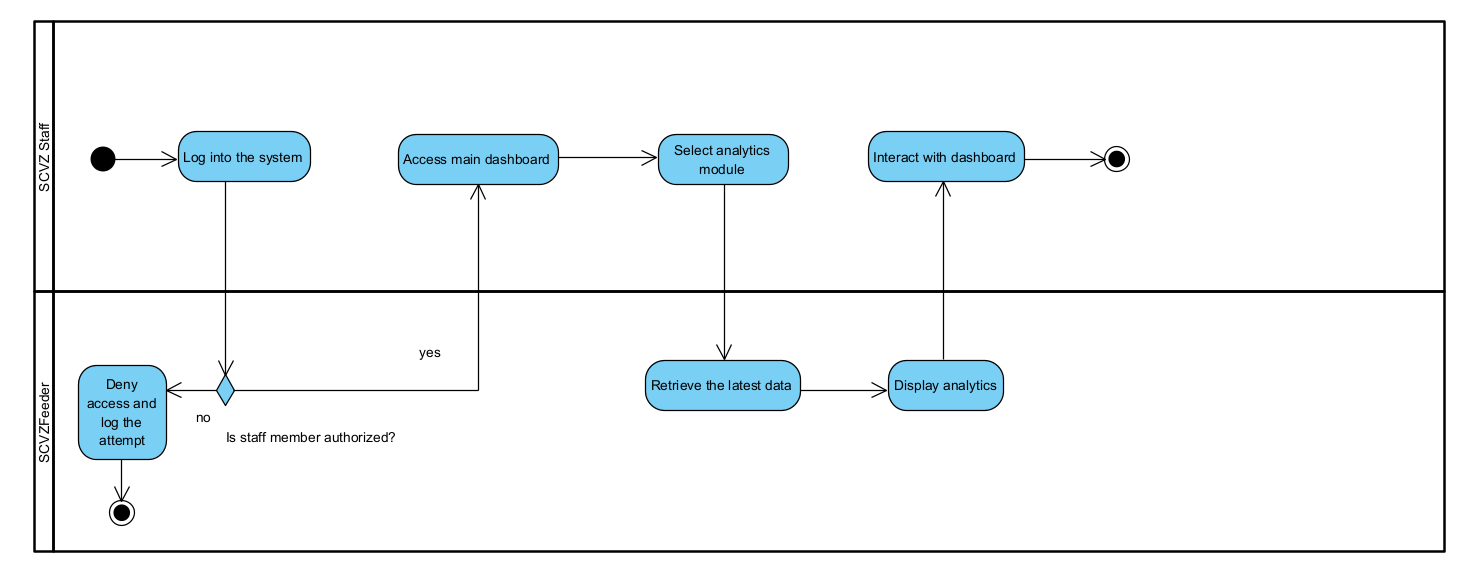 SCVZ Staff
Log into the system
Access main dashboard
Select analytics
module
Interact with dashboard
SCVZFeeder
yes
Deny
access and
log the
attempt
no
Is staff member authorized?
Retrieve the latest data
Display analytics